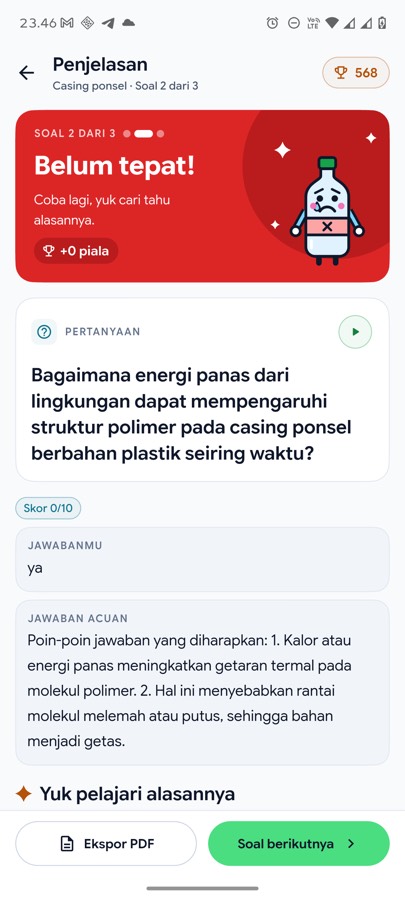 23.46
Vo))
LTE
Penjelasan
Casing ponsel · Soal 2 dari 3
568
SOAL 2 DARI 3
Belum tepat!
Coba lagi, yuk cari tahu
alasannya.
+0 piala
PERTANYAAN
Bagaimana energi panas dari
lingkungan dapat mempengaruhi
struktur polimer pada casing ponsel
berbahan plastik seiring waktu?
Skor 0/10
JAWABANMU
ya
JAWABAN ACUAN
Poin-poin jawaban yang diharapkan: 1. Kalor atau
energi panas meningkatkan getaran termal pada
molekul polimer. 2. Hal ini menyebabkan rantai
molekul melemah atau putus, sehingga bahan
menjadi getas.
Yuk pelajari alasannya
Ekspor PDF
Soal berikutnya